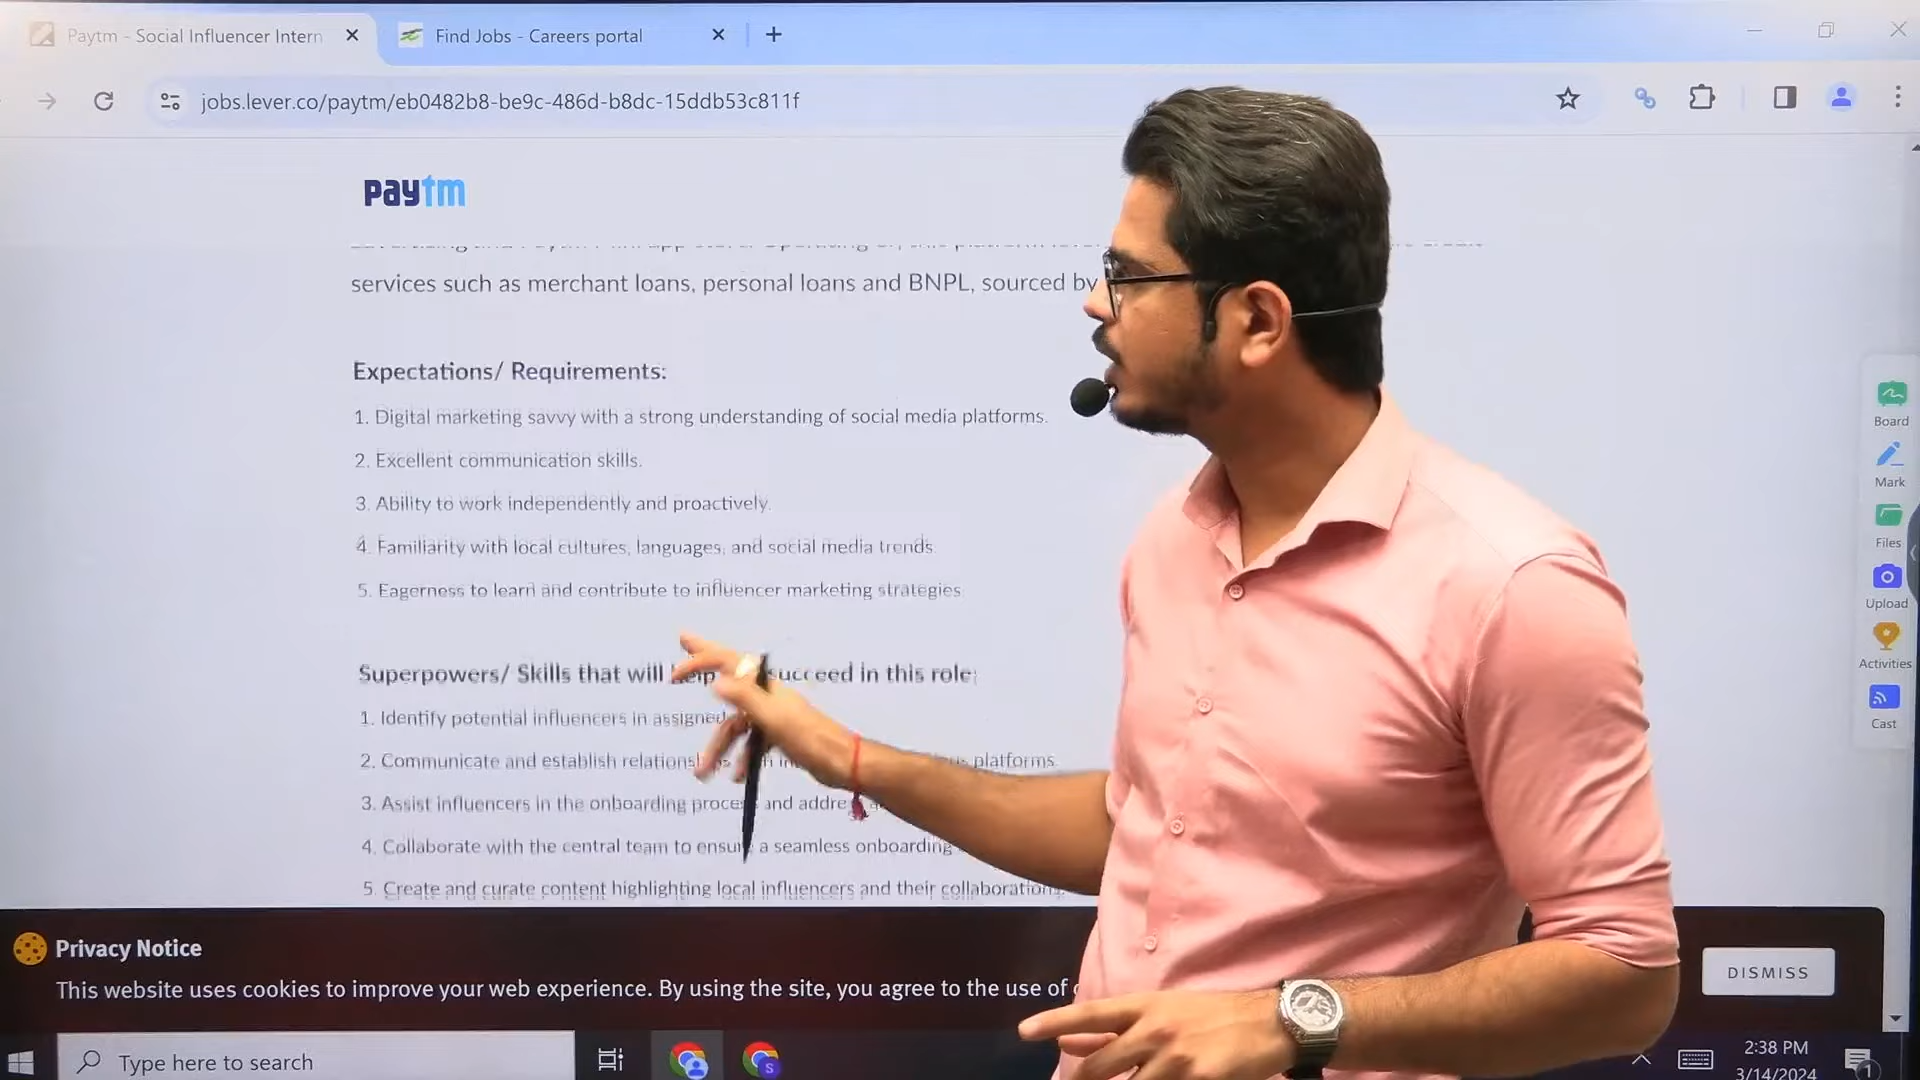 Paytm - Social Influencer Intern
Find Jobs - Careers portal
jobs.lever.co/paytm/eb0482b8-be9c-486d-b8dc-15ddb53c811f
paytm
services such as merchant loans, personal loans and BNPL, sourced by
Expectations/ Requirements:
1. Digital marketing savvy with a strong understanding of social media platforms.
2. Excellent communication skills.
3. Ability to work independently and proactively.
4. Familiarity with local cultures, languages, and social media trends.
5. Eagerness to learn and contribute to influencer marketing strategies
Superpowers/ Skills that will help succeed in this role:
1. Identify potential influencers in assigned
2. Communicate and establish platforms.
3. Assist influencers in the onboarding process and
4. Collaborate with the central team to ensure a seamless onboarding
5. Create and curate content highlighting local influencers and their
Board
Mark
Files
Upload
Activities
Cast
Privacy Notice
This website uses cookies to improve your web experience. By using the site, you agree to the use of
DISMISS
Type here to search
S
2:38 PM
3/14/2024
1